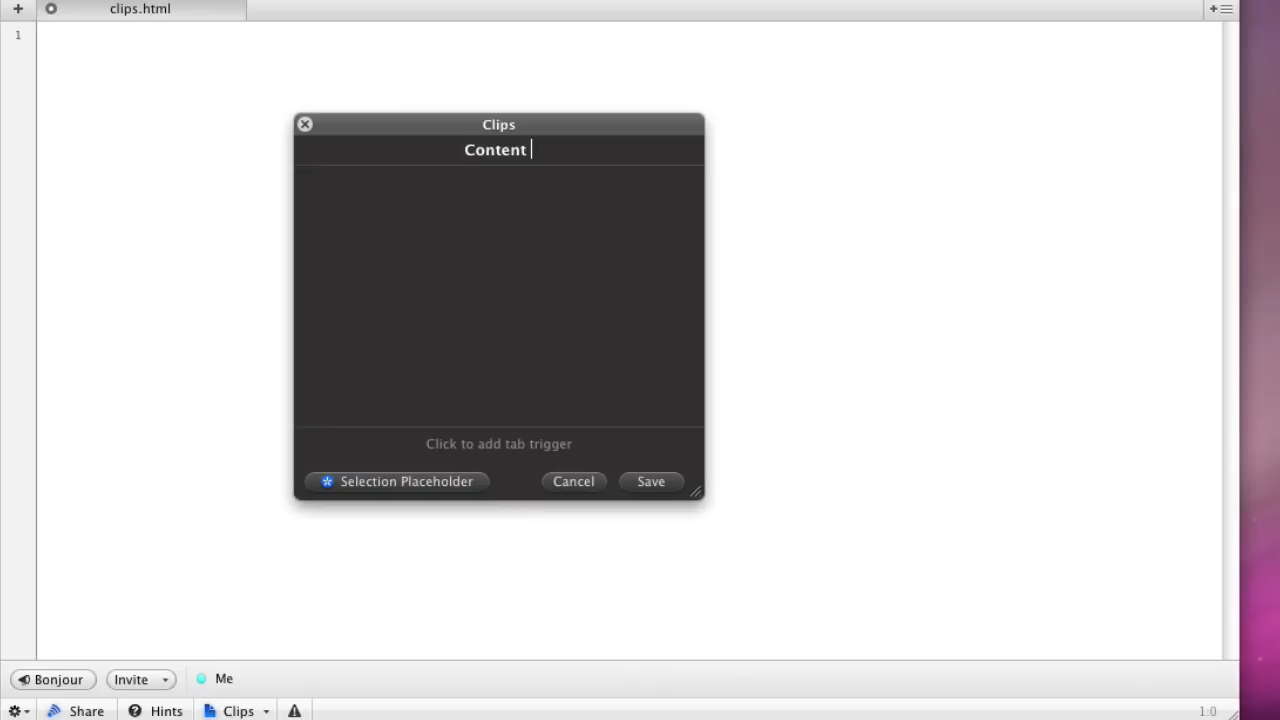 clips.html
1
Clips
Content
Click to add tab trigger
Selection Placeholder Cancel Save
Bonjour Invite Me
Share Hints Clips 1:0